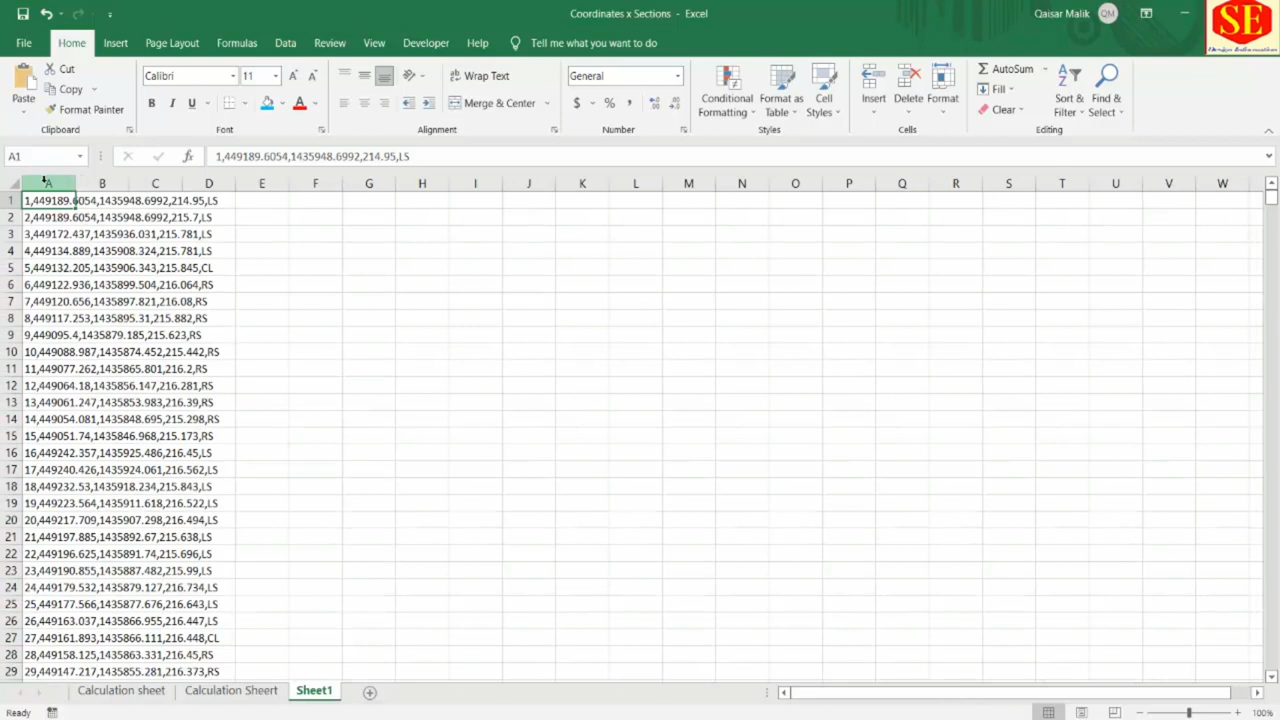 Coordinates x Sections - Excel
Qaisar Malik QM
SE
File Home Insert Page Layout Formulas Data Review View Developer Help Tell me what you want to do
Paste Cut Copy Format Painter Clipboard
Calibri 11 B I U A Font
Wrap Text Merge & Center Alignment
General $ % , Number
Conditional Formatting Format as Table Cell Styles Styles
Insert Delete Format Cells
AutoSum Fill Clear Sort & Filter Find & Select Editing
A1 fx 1,449189.6054,1435948.6992,214.95,LS
A B C D E F G H I J K L M N O P Q R S T U V W
1 1,449189.6054,1435948.6992,214.95,LS
2 2,449189.6054,1435948.6992,215.7,LS
3 3,449172.437,1435936.031,215.781,LS
4 4,449134.889,1435908.324,215.781,LS
5 5,449132.205,1435906.343,215.845,CL
6 6,449122.936,1435899.504,216.064,RS
7 7,449120.656,1435897.821,216.08,RS
8 8,449117.253,1435895.31,215.882,RS
9 9,449095.4,1435879.185,215.623,RS
10 10,449088.987,1435874.452,215.442,RS
11 11,449077.262,1435865.801,216.2,RS
12 12,449064.18,1435856.147,216.281,RS
13 13,449061.247,1435853.983,216.39,RS
14 14,449054.081,1435848.695,215.298,RS
15 15,449051.74,1435846.968,215.173,RS
16 16,449242.357,1435925.486,216.45,LS
17 17,449240.426,1435924.061,216.562,LS
18 18,449232.53,1435918.234,215.843,LS
19 19,449223.564,1435911.618,216.522,LS
20 20,449217.709,1435907.298,216.494,LS
21 21,449197.885,1435892.67,215.638,LS
22 22,449196.625,1435891.74,215.696,LS
23 23,449190.855,1435887.482,215.99,LS
24 24,449179.532,1435879.127,216.734,LS
25 25,449177.566,1435877.676,216.643,LS
26 26,449163.037,1435866.955,216.447,LS
27 27,449161.893,1435866.111,216.448,CL
28 28,449158.125,1435863.331,216.45,RS
29 29,449147.217,1435855.281,216.373,RS
Calculation sheet Calculation Sheert Sheet1
Ready 100%